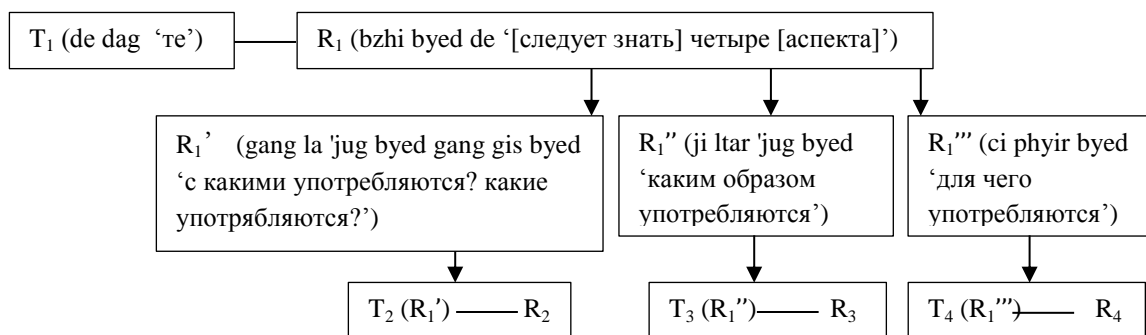 T₁ (de dag ‘те’)
R₁ (bzhi byed de ‘[следует знать] четыре [аспекта]’)
R₁’ (gang la 'jug byed gang gis byed
‘с какими употребляются? какие
употрябляются?’)
R₁’’ (ji ltar 'jug byed
‘каким образом
употребляются’)
R₁’’’ (ci phyir byed
‘для чего
употребляются’)
T₂ (R₁’) —— R₂
T₃ (R₁’’) —— R₃
T₄ (R₁’’’) —— R₄